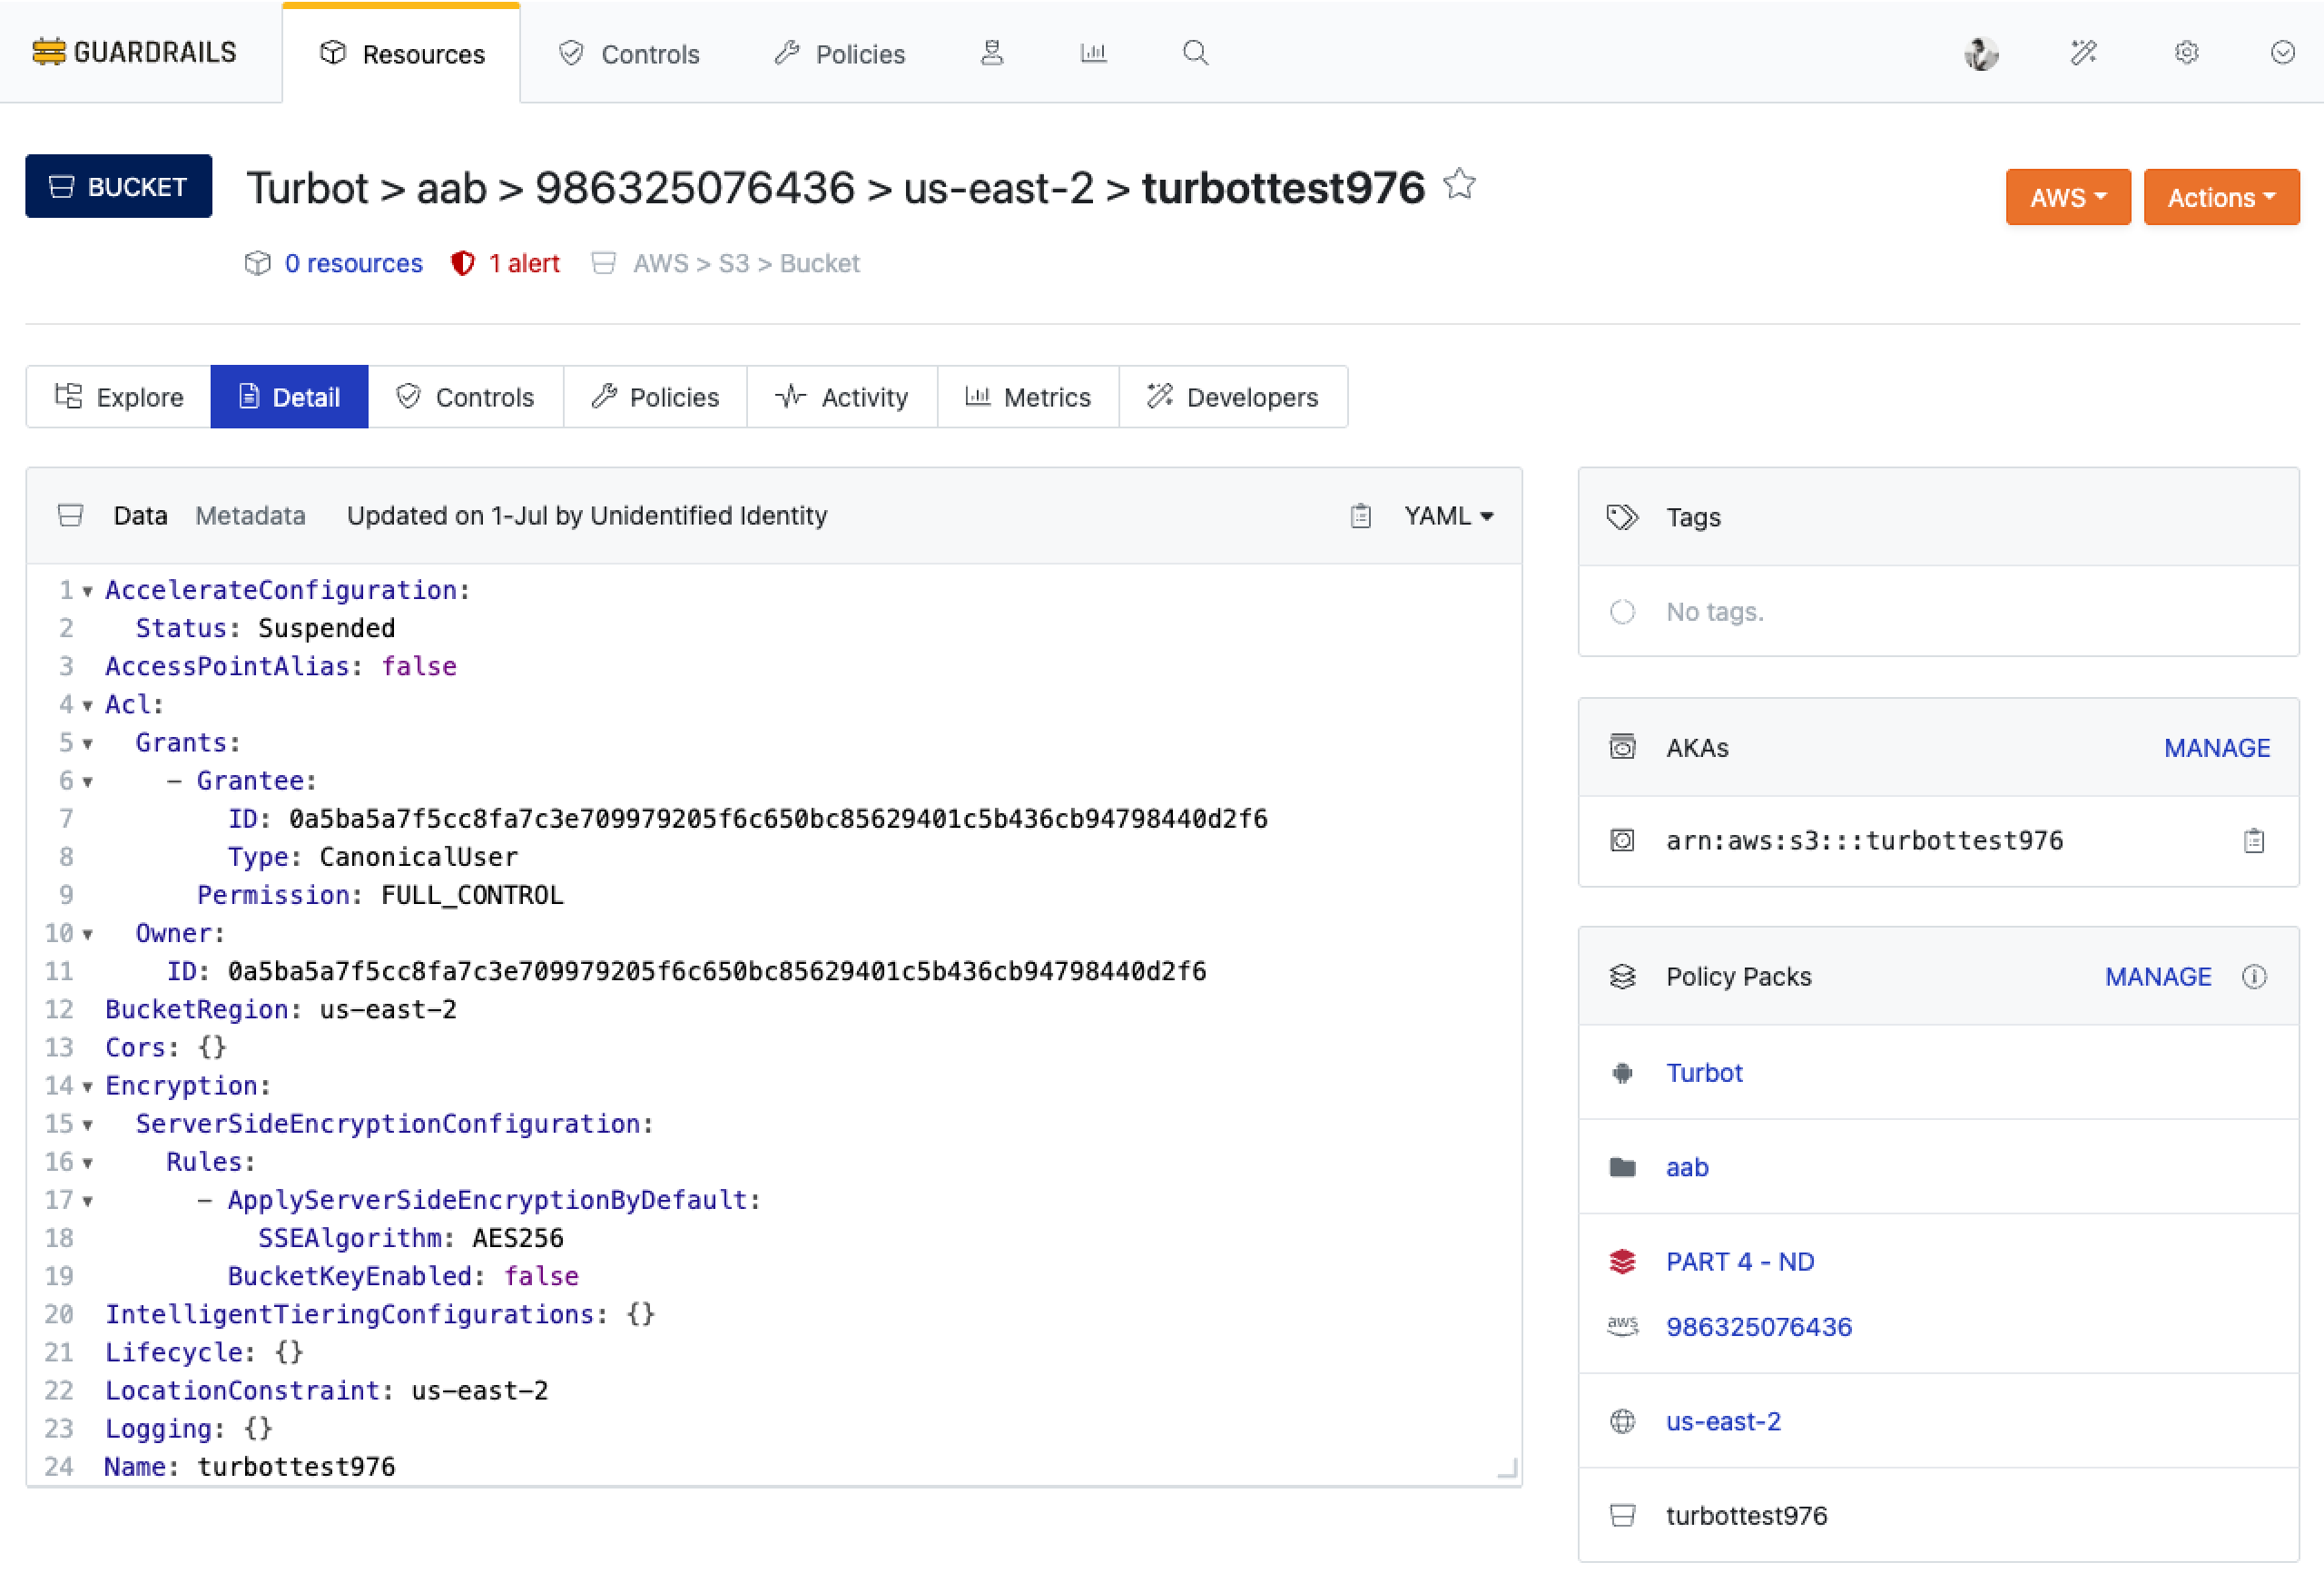 GUARDRAILS
Resources
Controls
Policies
BUCKET
Turbot > aab > 986325076436 > us-east-2 > turbottest976
AWS
Actions
0 resources
1 alert
AWS > S3 > Bucket
Explore
Detail
Controls
Policies
Activity
Metrics
Developers
Data
Metadata
Updated on 1-Jul by Unidentified Identity
YAML
1 AccelerateConfiguration:
2 Status: Suspended
3 AccessPointAlias: false
4 Acl:
5 Grants:
6 - Grantee:
7 ID: 0a5ba5a7f5cc8fa7c3e709979205f6c650bc85629401c5b436cb94798440d2f6
8 Type: CanonicalUser
9 Permission: FULL_CONTROL
10 Owner:
11 ID: 0a5ba5a7f5cc8fa7c3e709979205f6c650bc85629401c5b436cb94798440d2f6
12 BucketRegion: us-east-2
13 Cors: {}
14 Encryption:
15 ServerSideEncryptionConfiguration:
16 Rules:
17 - ApplyServerSideEncryptionByDefault:
18 SSEAlgorithm: AES256
19 BucketKeyEnabled: false
20 IntelligentTieringConfigurations: {}
21 Lifecycle: {}
22 LocationConstraint: us-east-2
23 Logging: {}
24 Name: turbottest976
Tags
No tags.
AKAs
MANAGE
arn:aws:s3:::turbottest976
Policy Packs
MANAGE
Turbot
aab
PART 4 - ND
aws
986325076436
us-east-2
turbottest976